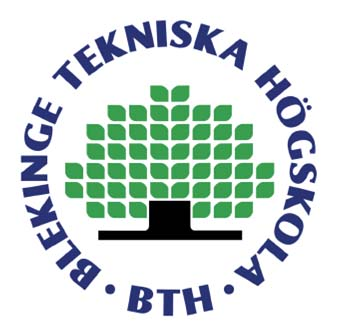 BLEKINGE TEKNISKA HÖGSKOLA
· BTH ·